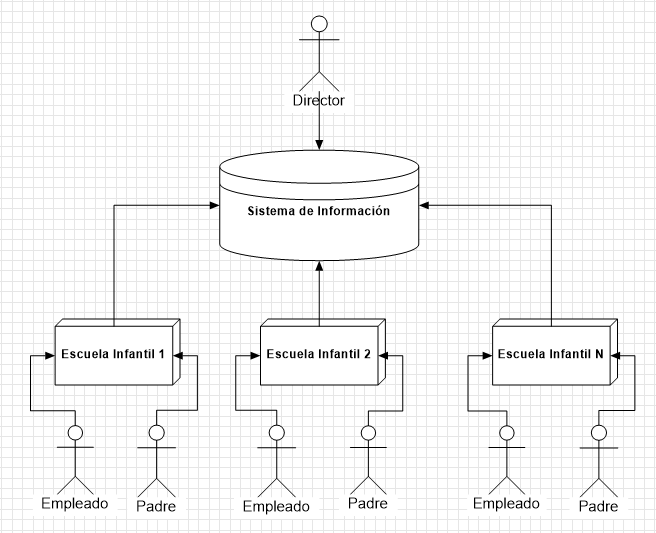 Director
Sistema de Información
Escuela Infantil 1
Escuela Infantil 2
Escuela Infantil N
Empleado
Padre
Empleado
Padre
Empleado
Padre